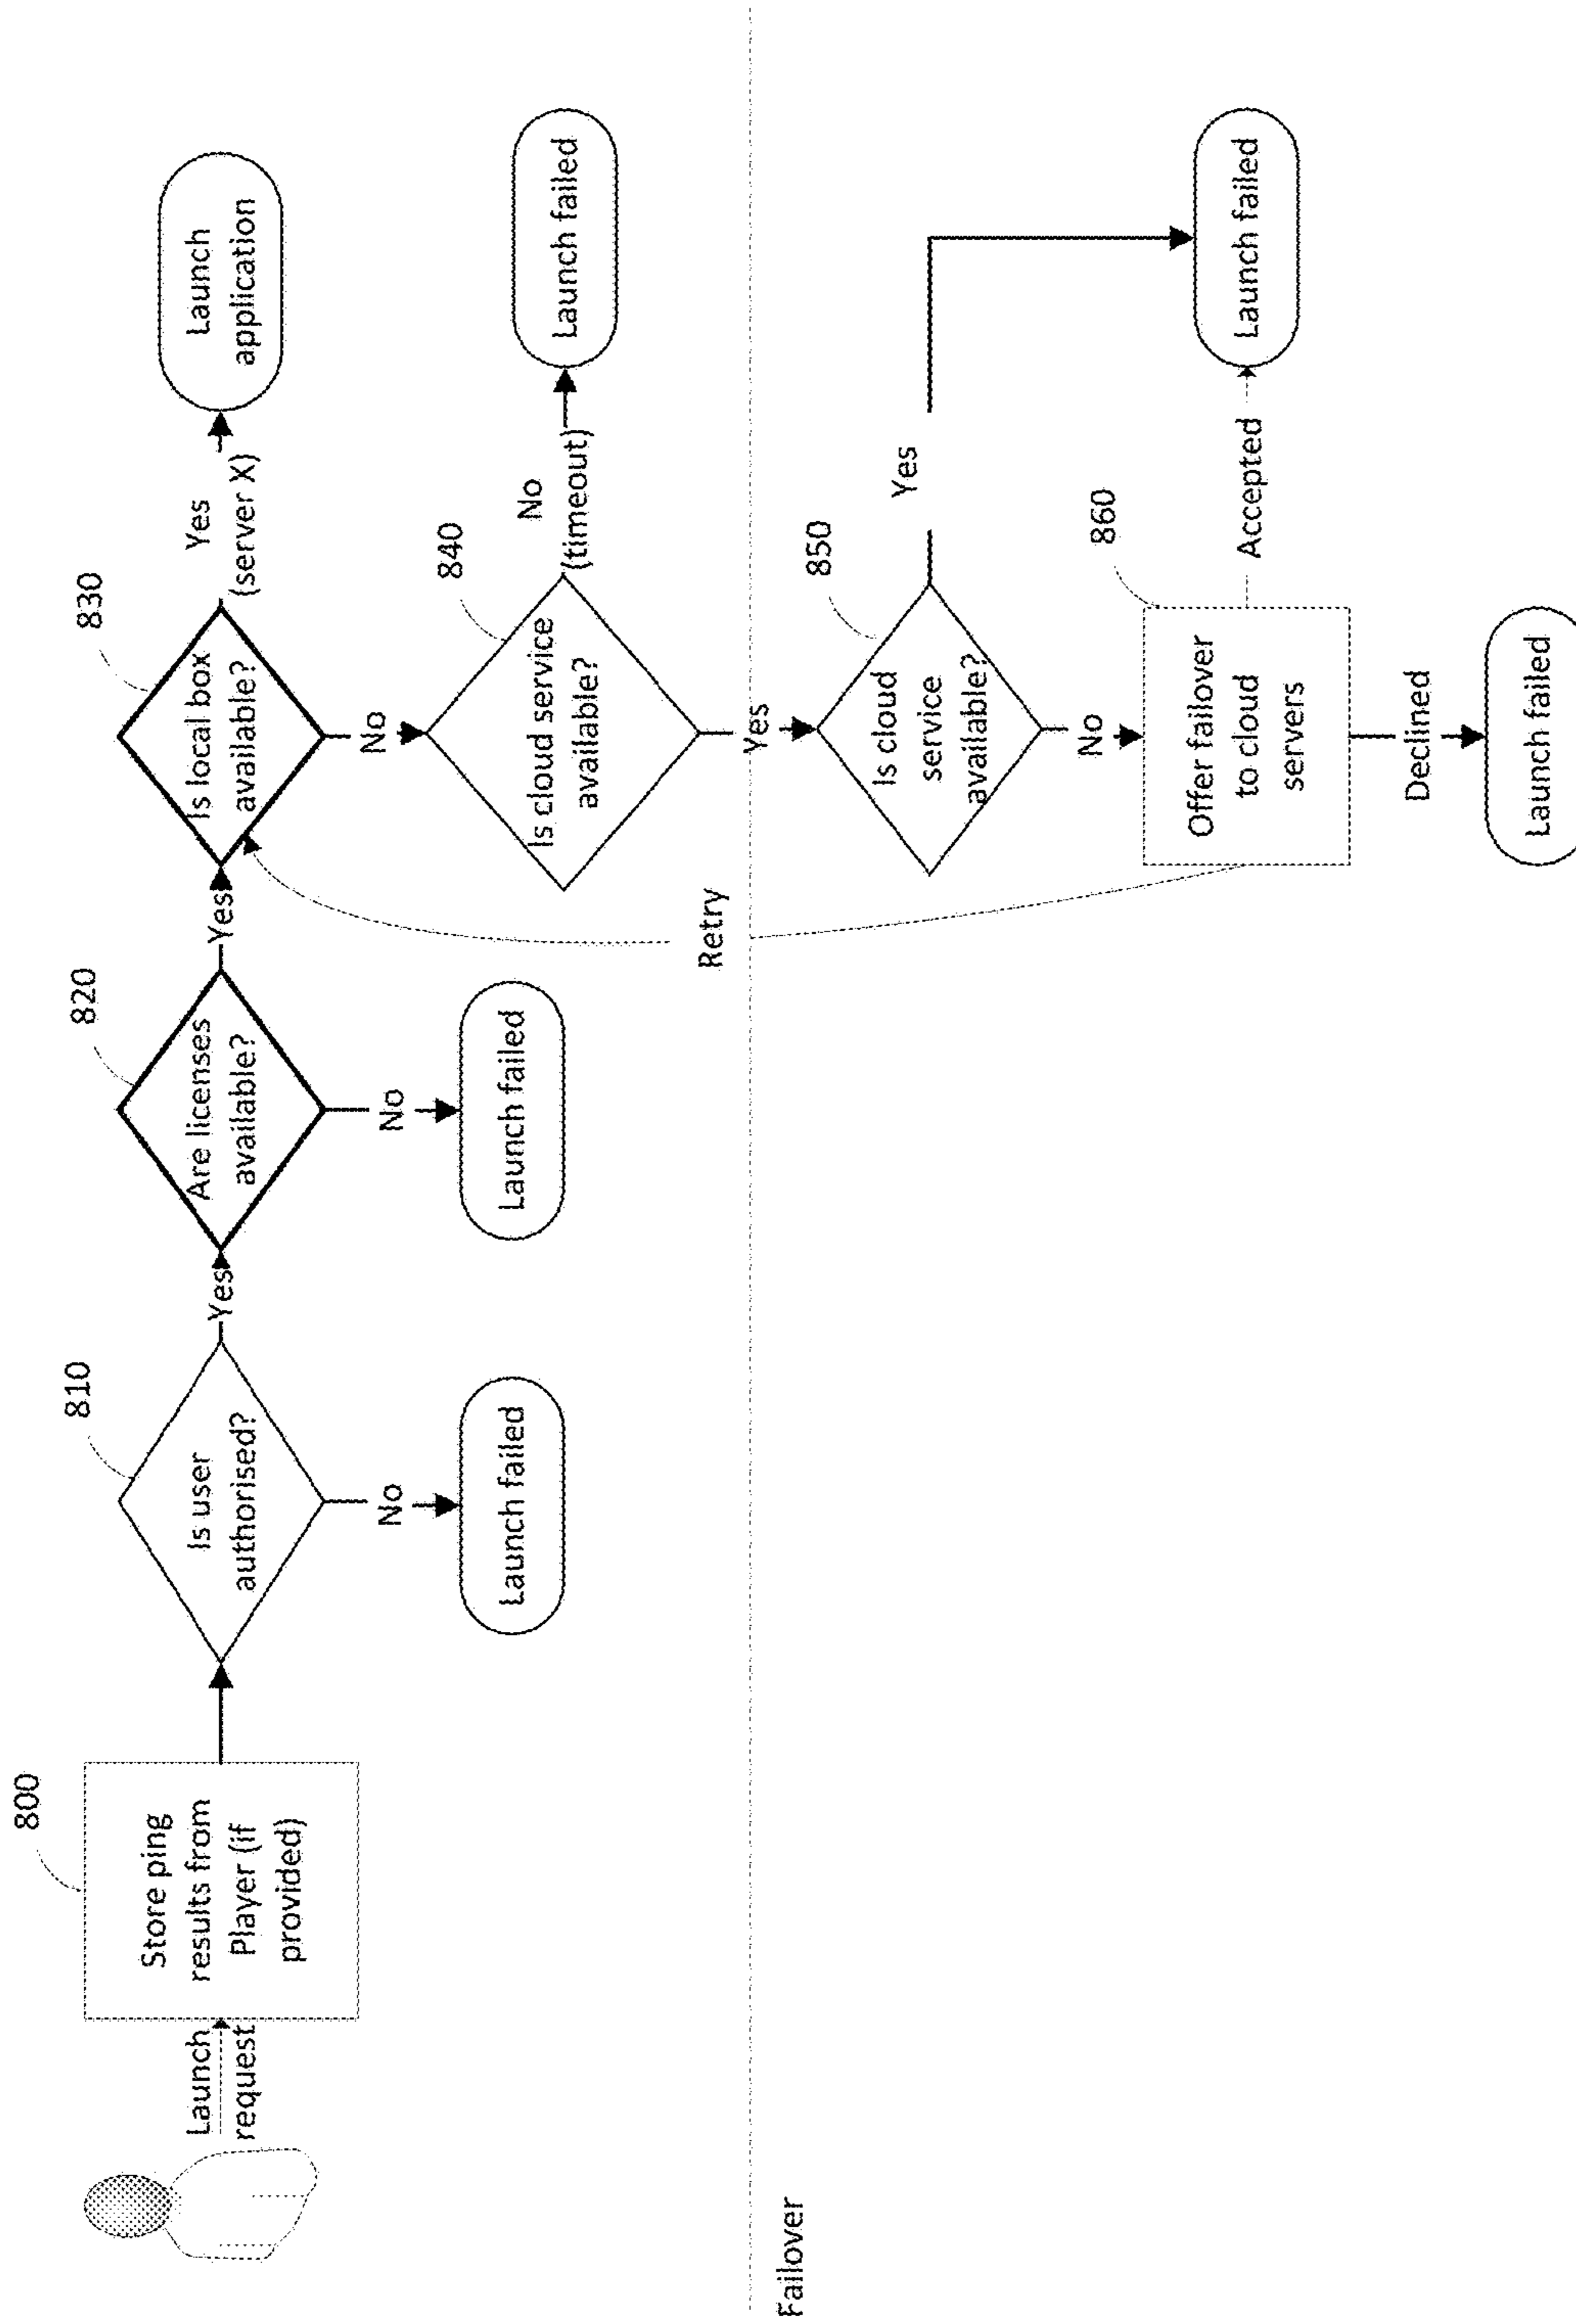 800
Launch
request
Store ping
results from
Player (if
provided)
810
Is user
authorised?
Yes
No
Launch failed
820
Are licenses
available?
Yes
No
Launch failed
830
Is local box
available?
Yes
(server X)
Launch
application
No
840
Is cloud service
available?
No
(timeout)
Launch failed
Yes
Retry
Failover
850
Is cloud
service
available?
Yes
No
860
Offer failover
to cloud
servers
Accepted
Launch failed
Declined
Launch failed